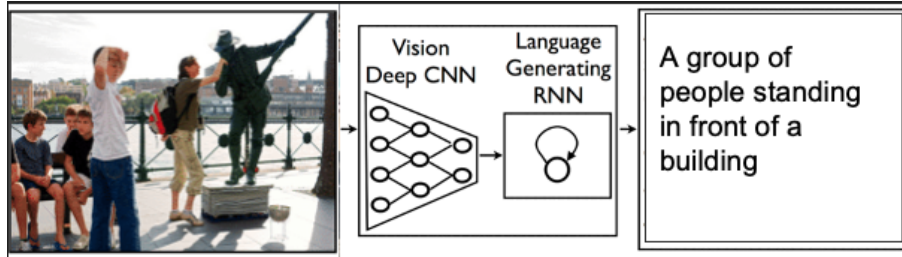 Vision
Deep CNN
Language
Generating
RNN
A group of
people standing
in front of a
building